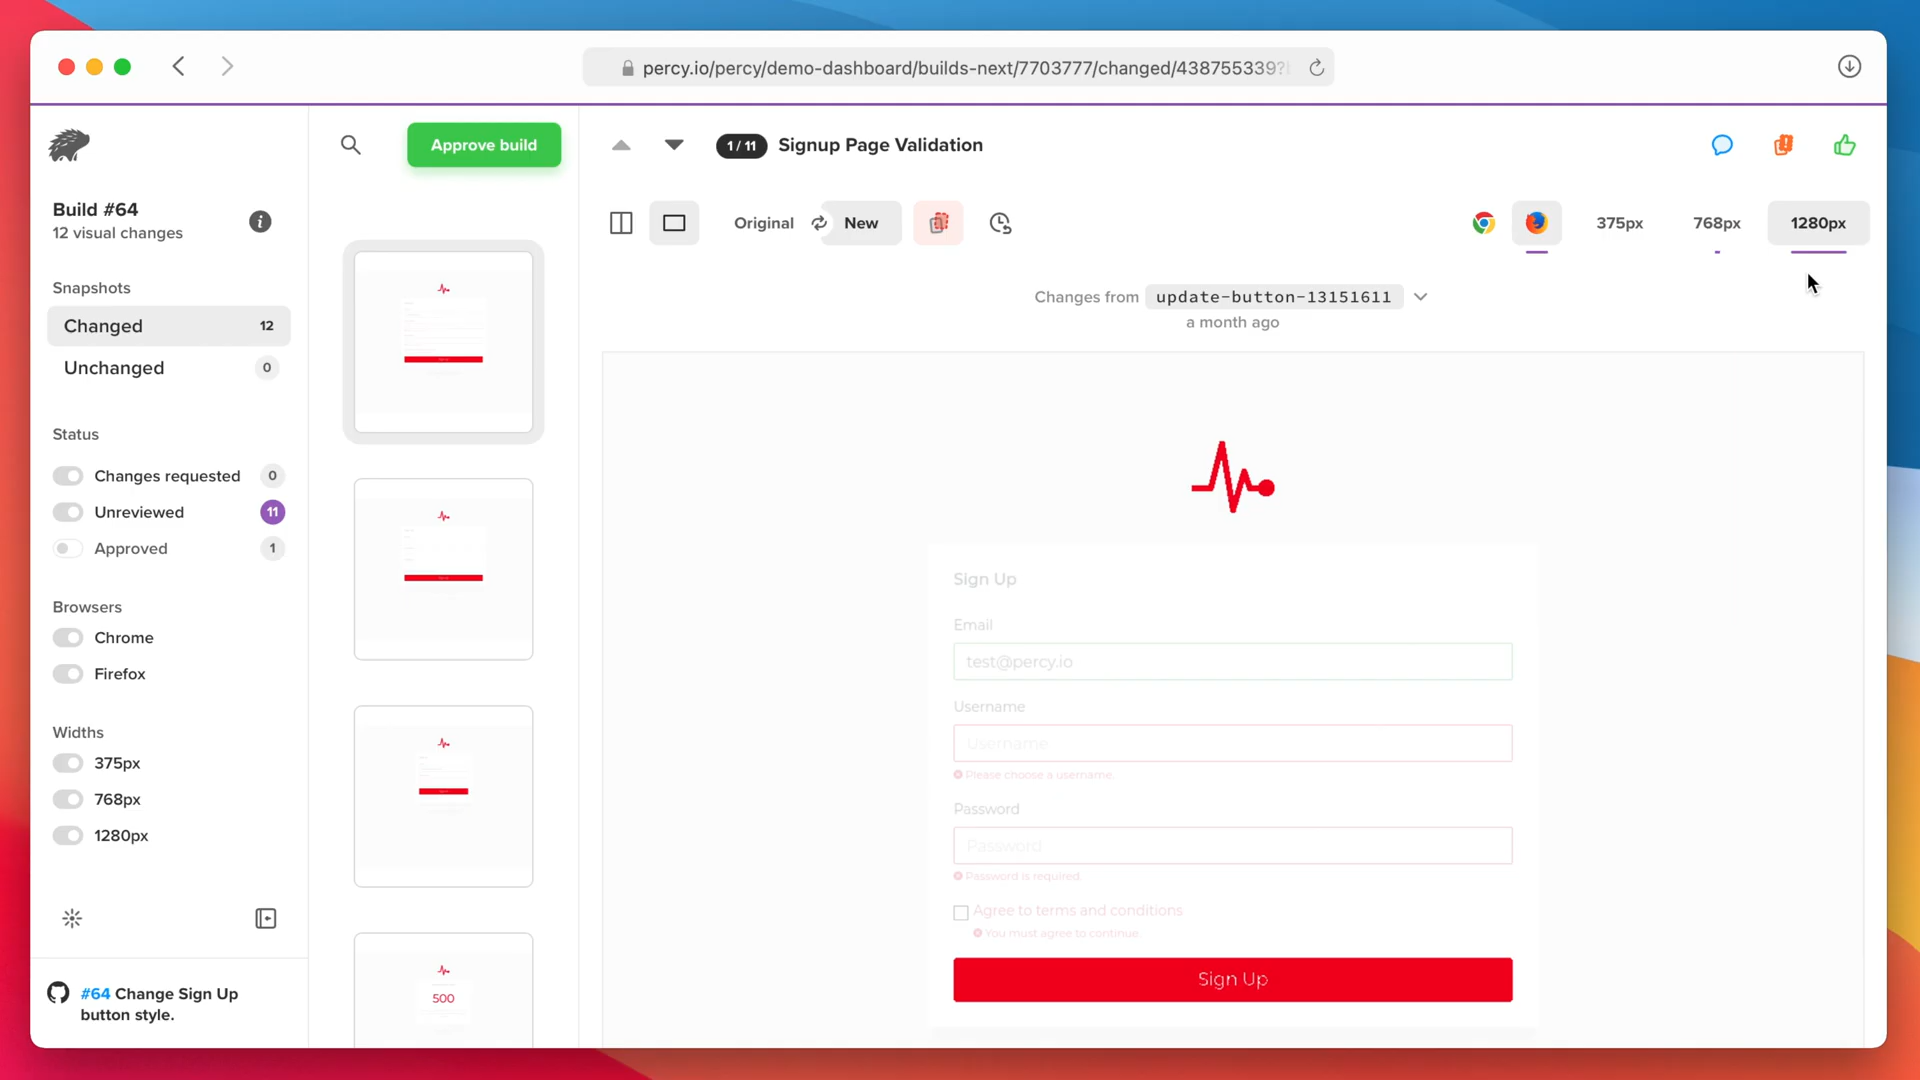 percy.io/percy/demo-dashboard/builds-next/7703777/changed/438755339?
Approve build
1 / 11
Signup Page Validation
Build #64
12 visual changes
Original
New
375px
768px
1280px
Snapshots
Changed
12
Unchanged
0
Changes from
update-button-13151611
a month ago
Status
Changes requested
0
Unreviewed
11
Approved
1
Browsers
Chrome
Firefox
Widths
375px
768px
1280px
#64 Change Sign Up
button style.
500
Sign Up
Email
test@percy.io
Username
Username
Please choose a username.
Password
Password
Password is required.
Agree to terms and conditions
You must agree to continue.
Sign Up